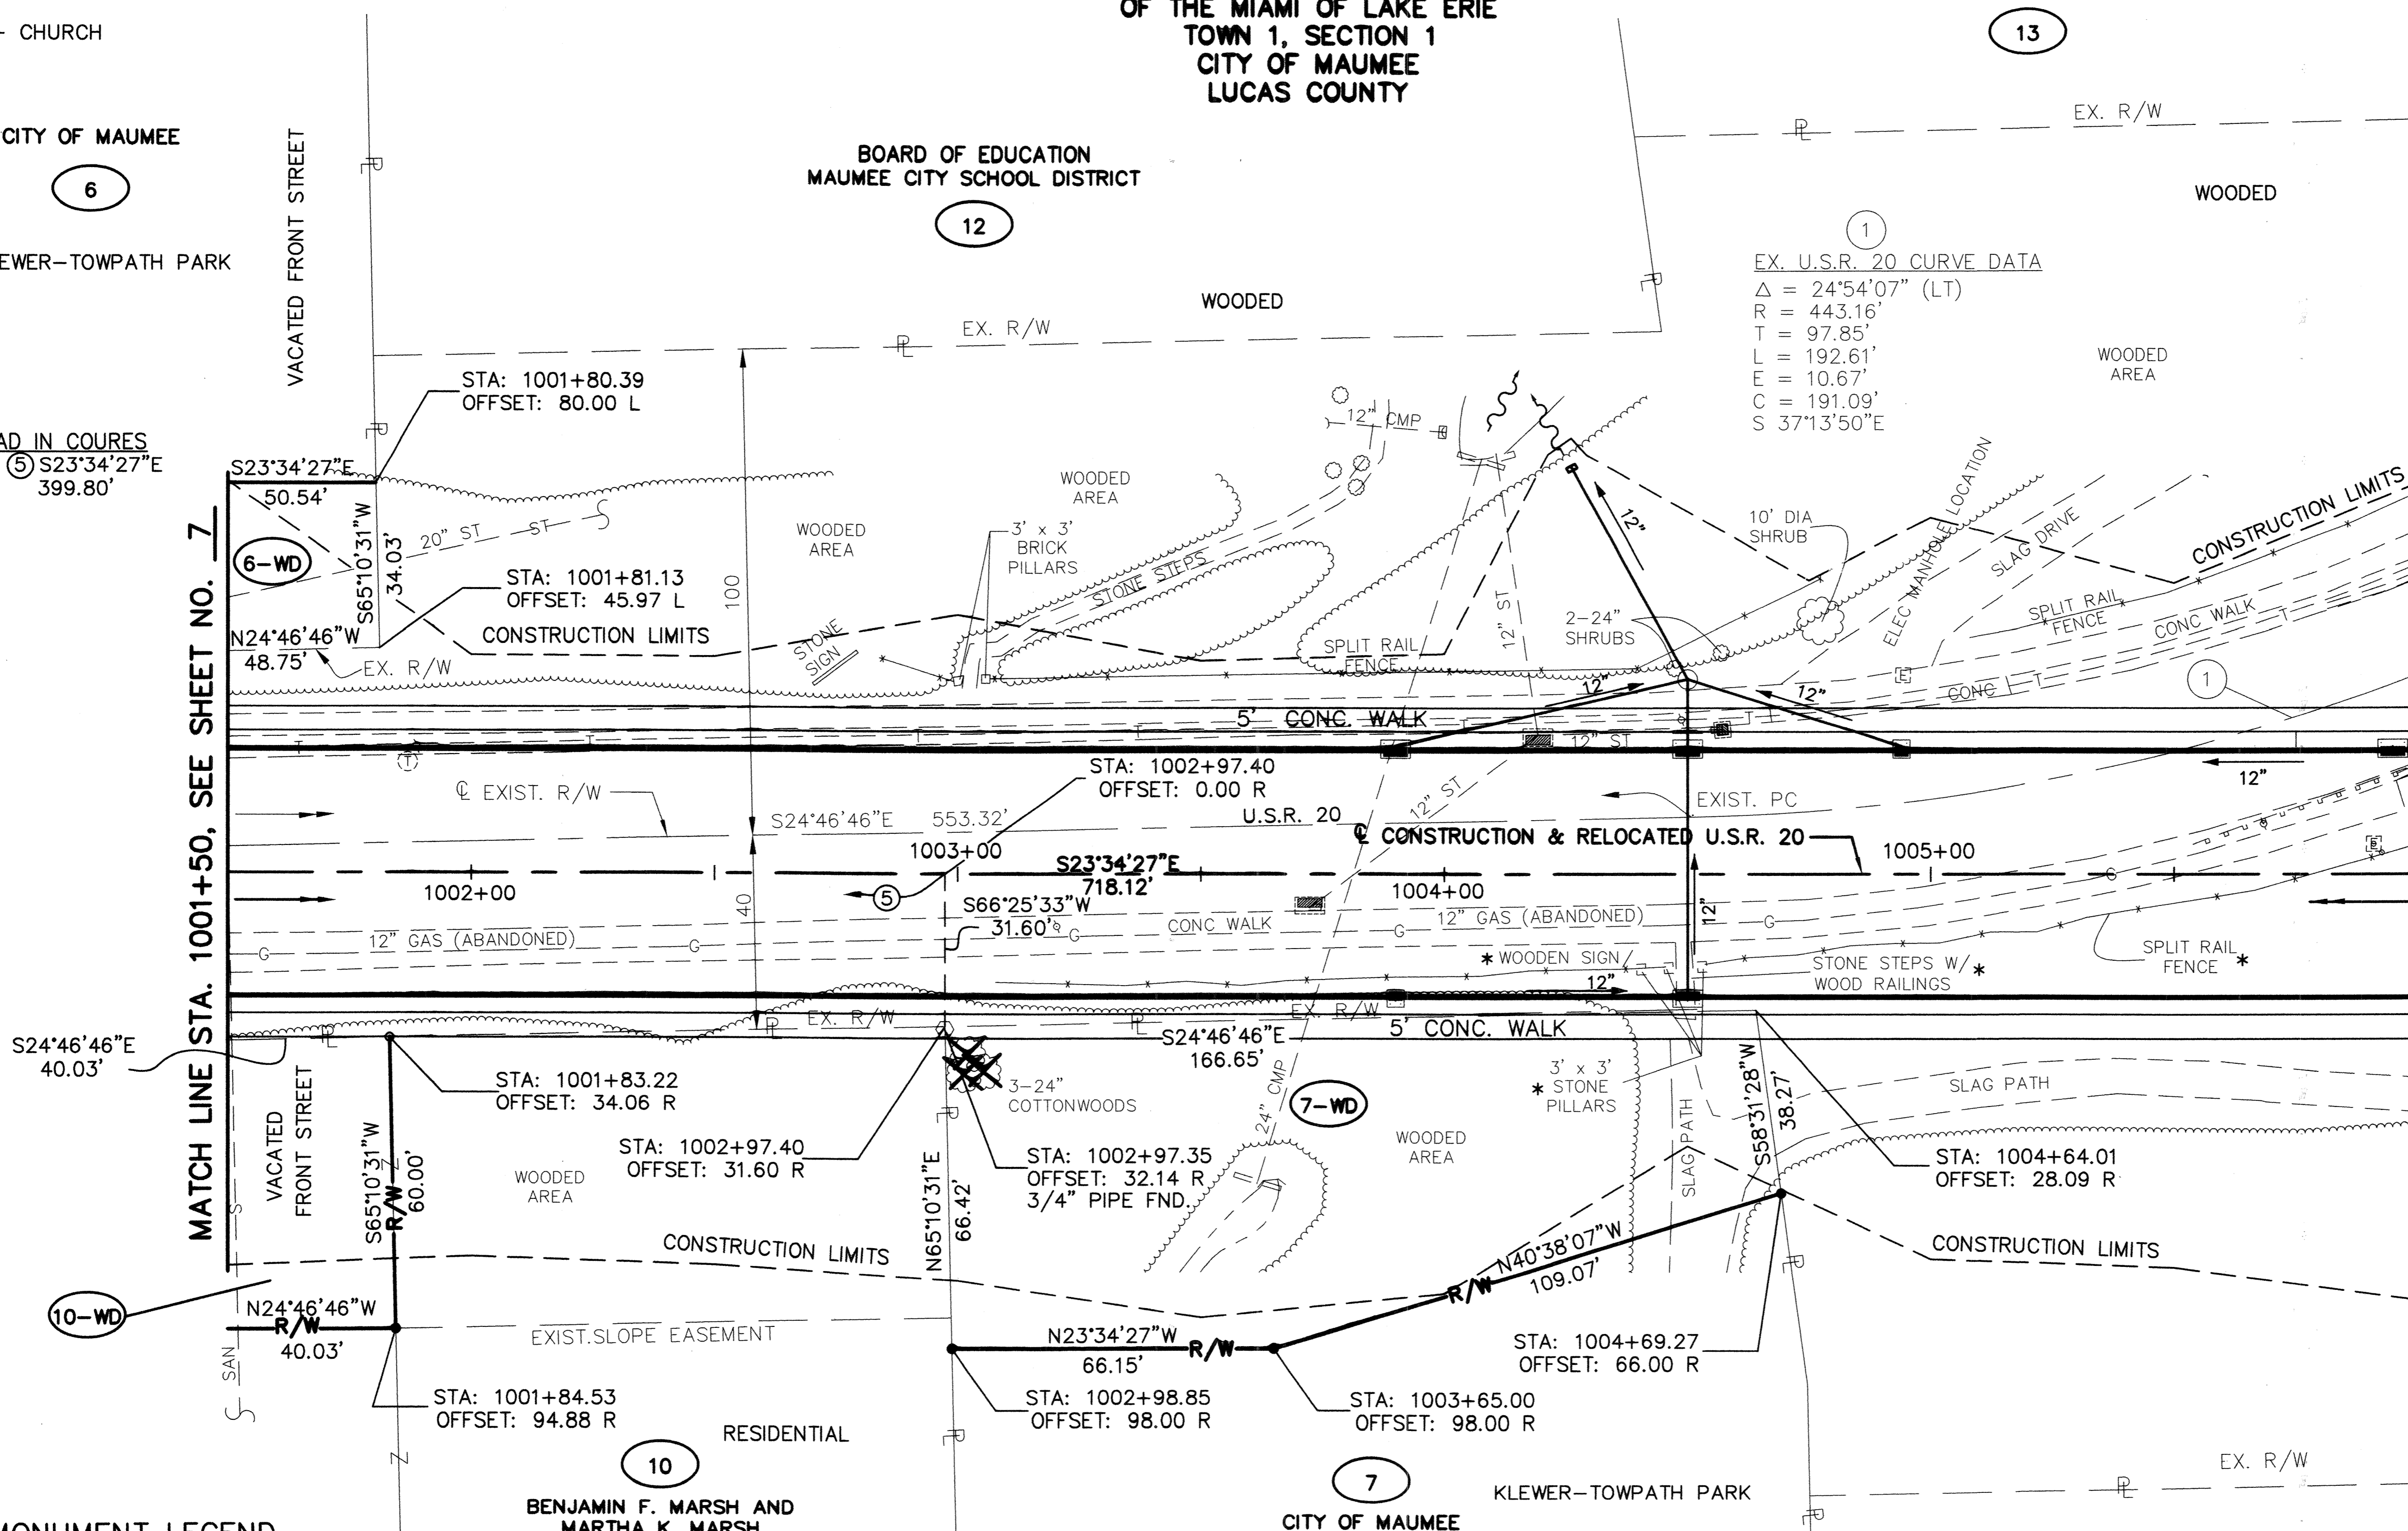 OF THE MIAMI OF LAKE ERIE
TOWN 1, SECTION 1
CITY OF MAUMEE
LUCAS COUNTY
- CHURCH
CITY OF MAUMEE
6
EWER-TOWPATH PARK
VACATED FRONT STREET
BOARD OF EDUCATION
MAUMEE CITY SCHOOL DISTRICT
12
13
EX. R/W
PL
WOODED
WOODED
EX. R/W
PL
PL
PL
PL
1
EX. U.S.R. 20 CURVE DATA
Δ = 24°54'07" (LT)
R = 443.16'
T = 97.85'
L = 192.61'
E = 10.67'
C = 191.09'
S 37°13'50"E
WOODED
AREA
STA: 1001+80.39
OFFSET: 80.00 L
AD IN COURES
5 S23°34'27"E
399.80'
S23°34'27"E
50.54'
S65°10'31"W
34.03'
20" ST
ST
6-WD
STA: 1001+81.13
OFFSET: 45.97 L
CONSTRUCTION LIMITS
N24°46'46"W
48.75'
EX. R/W
MATCH LINE STA. 1001+50, SEE SHEET NO. 7
100
WOODED
AREA
WOODED
AREA
3' x 3'
BRICK
PILLARS
STONE STEPS
STONE
SIGN
12" CMP
12" ST
SPLIT RAIL
FENCE
2-24"
SHRUBS
12"
10' DIA
SHRUB
ELEC MANHOLE LOCATION
SLAG DRIVE
CONSTRUCTION LIMITS
SPLIT RAIL
FENCE
CONC WALK
CONC
E
1
12"
12"
5' CONC. WALK
12" ST
T
T
T
T
T
T
T
T
T
STA: 1002+97.40
OFFSET: 0.00 R
CL EXIST. R/W
S24°46'46"E 553.32'
U.S.R. 20
12" ST
EXIST. PC
12"
CL CONSTRUCTION & RELOCATED U.S.R. 20
1002+00
1003+00
S23°34'27"E
718.12'
1004+00
1005+00
5
40
S66°25'33"W
31.60'
12" GAS (ABANDONED)
G
G
G
G
G
G
CONC WALK
12" GAS (ABANDONED)
12"
E
* WOODEN SIGN
STONE STEPS W/ *
WOOD RAILINGS
SPLIT RAIL
FENCE *
12"
PL
EX. R/W
PL
EX. R/W
5' CONC. WALK
S24°46'46"E
166.65'
S24°46'46"E
40.03'
PL
STA: 1001+83.22
OFFSET: 34.06 R
VACATED
FRONT STREET
S65°10'31"W
R/W
60.00'
WOODED
AREA
3-24"
COTTONWOODS
STA: 1002+97.40
OFFSET: 31.60 R
STA: 1002+97.35
OFFSET: 32.14 R
3/4" PIPE FND.
PL
N65°10'31"E
66.42'
24" CMP
7-WD
WOODED
AREA
3' x 3'
* STONE
PILLARS
SLAG PATH
S58°31'28"W
38.27'
SLAG PATH
STA: 1004+64.01
OFFSET: 28.09 R
CONSTRUCTION LIMITS
CONSTRUCTION LIMITS
PL
N40°38'07"W
R/W
109.07'
10-WD
N24°46'46"W
R/W
40.03'
S
SAN
EXIST.SLOPE EASEMENT
N23°34'27"W
R/W
66.15'
STA: 1004+69.27
OFFSET: 66.00 R
STA: 1001+84.53
OFFSET: 94.88 R
STA: 1002+98.85
OFFSET: 98.00 R
STA: 1003+65.00
OFFSET: 98.00 R
RESIDENTIAL
PL
Z
Z
10
BENJAMIN F. MARSH AND
MARTHA K. MARSH
7
CITY OF MAUMEE
KLEWER-TOWPATH PARK
EX. R/W
PL
PL
MONUMENT LEGEND